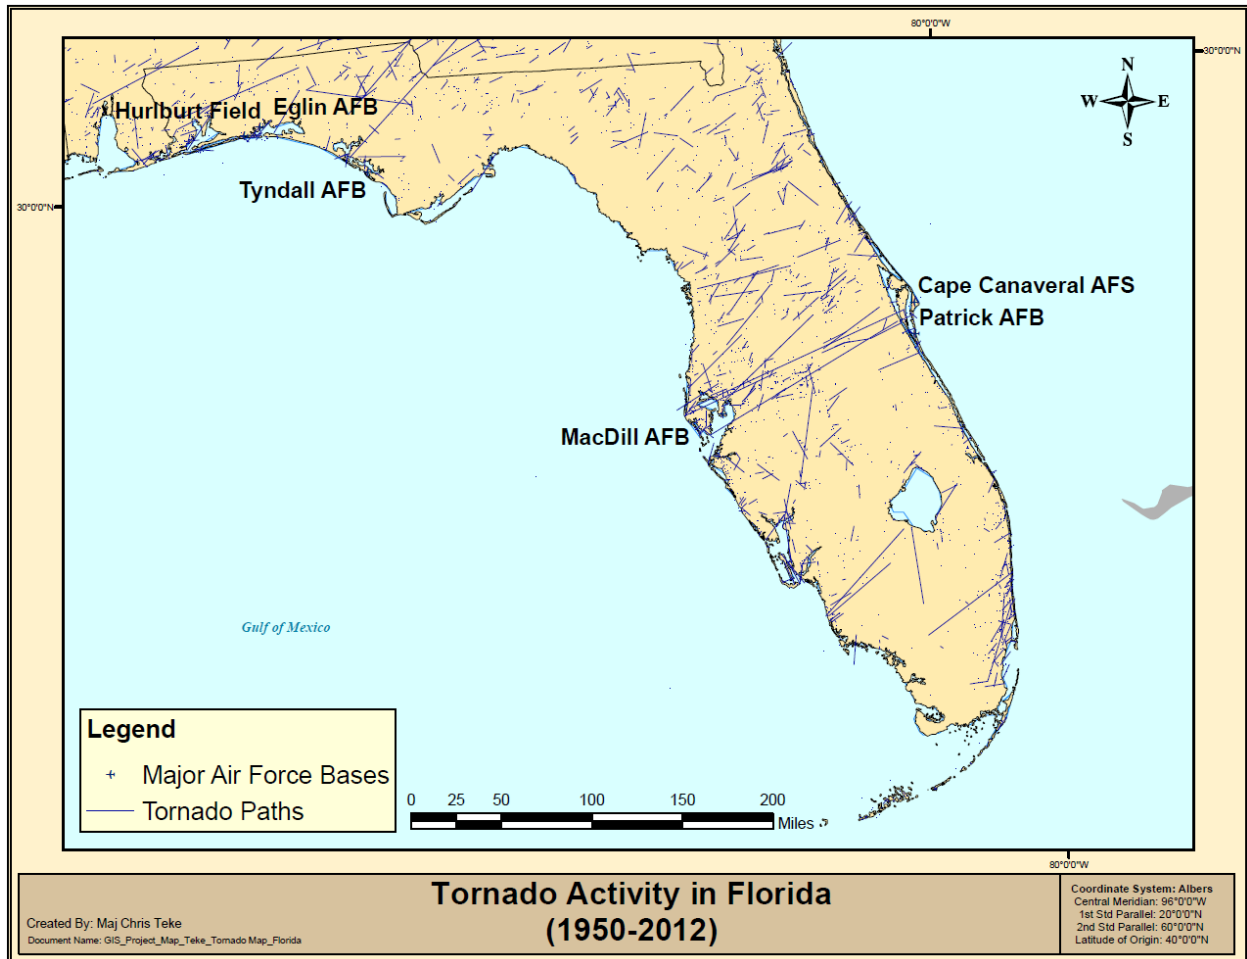 80°0'0"W
30°0'0"N
N
W E
S
Hurlburt Field
Eglin AFB
Tyndall AFB
30°0'0"N
Cape Canaveral AFS
Patrick AFB
MacDill AFB
Gulf of Mexico
Legend
Major Air Force Bases
Tornado Paths
0 25 50 100 150 200
Miles
80°0'0"W
Tornado Activity in Florida
(1950-2012)
Created By: Maj Chris Teke
Document Name: GIS_Project_Map_Teke_Tornado Map_Florida
Coordinate System: Albers
Central Meridian: 96°0'0"W
1st Std Parallel: 20°0'0"N
2nd Std Parallel: 60°0'0"N
Latitude of Origin: 40°0'0"N